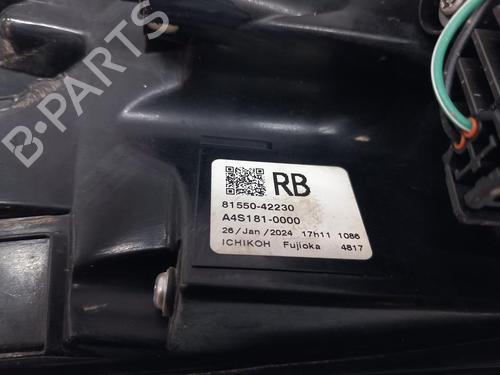 B-PARTS
RB
81550-42230
A4S181-0000
26/Jan/2024 17h11 1086
ICHIKOH Fujioka 4817